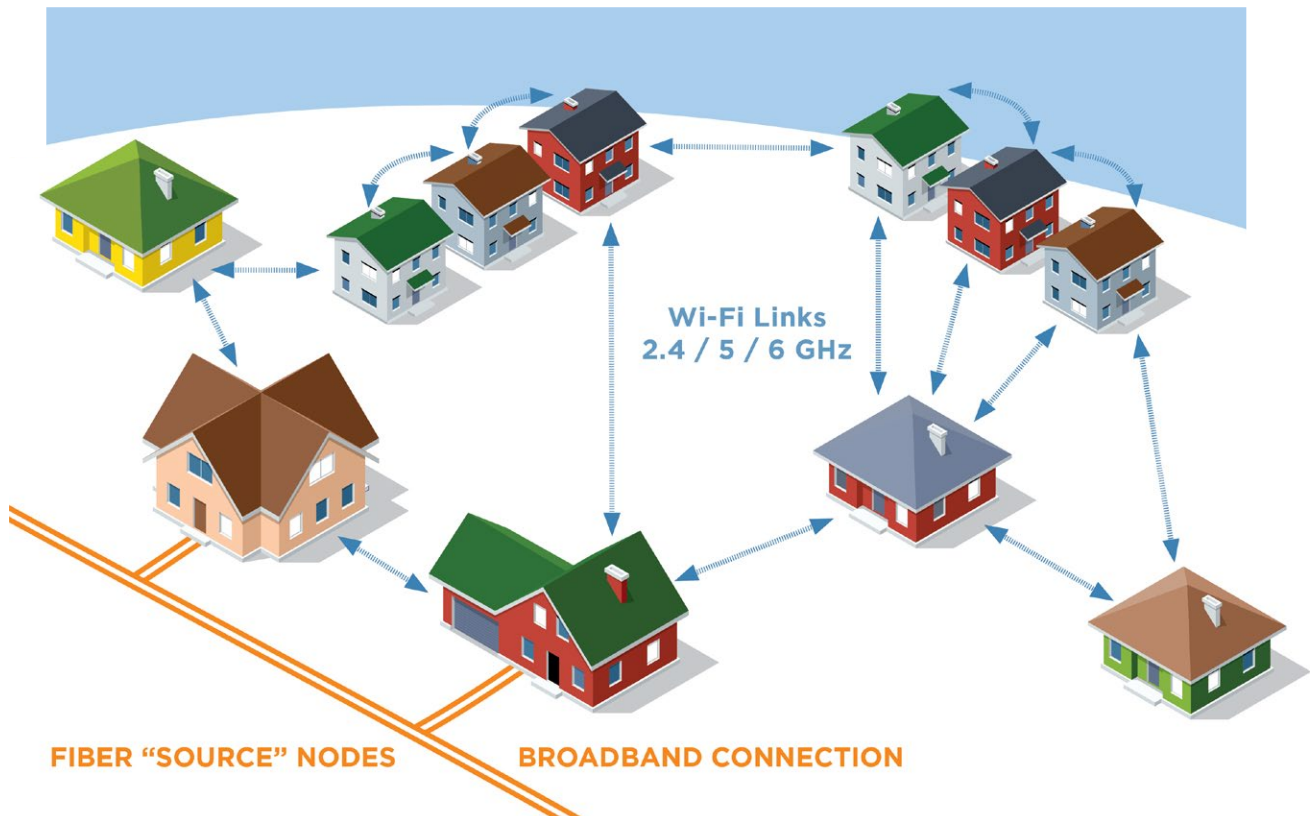 Wi-Fi Links
2.4 / 5 / 6 GHz
FIBER “SOURCE” NODES
BROADBAND CONNECTION